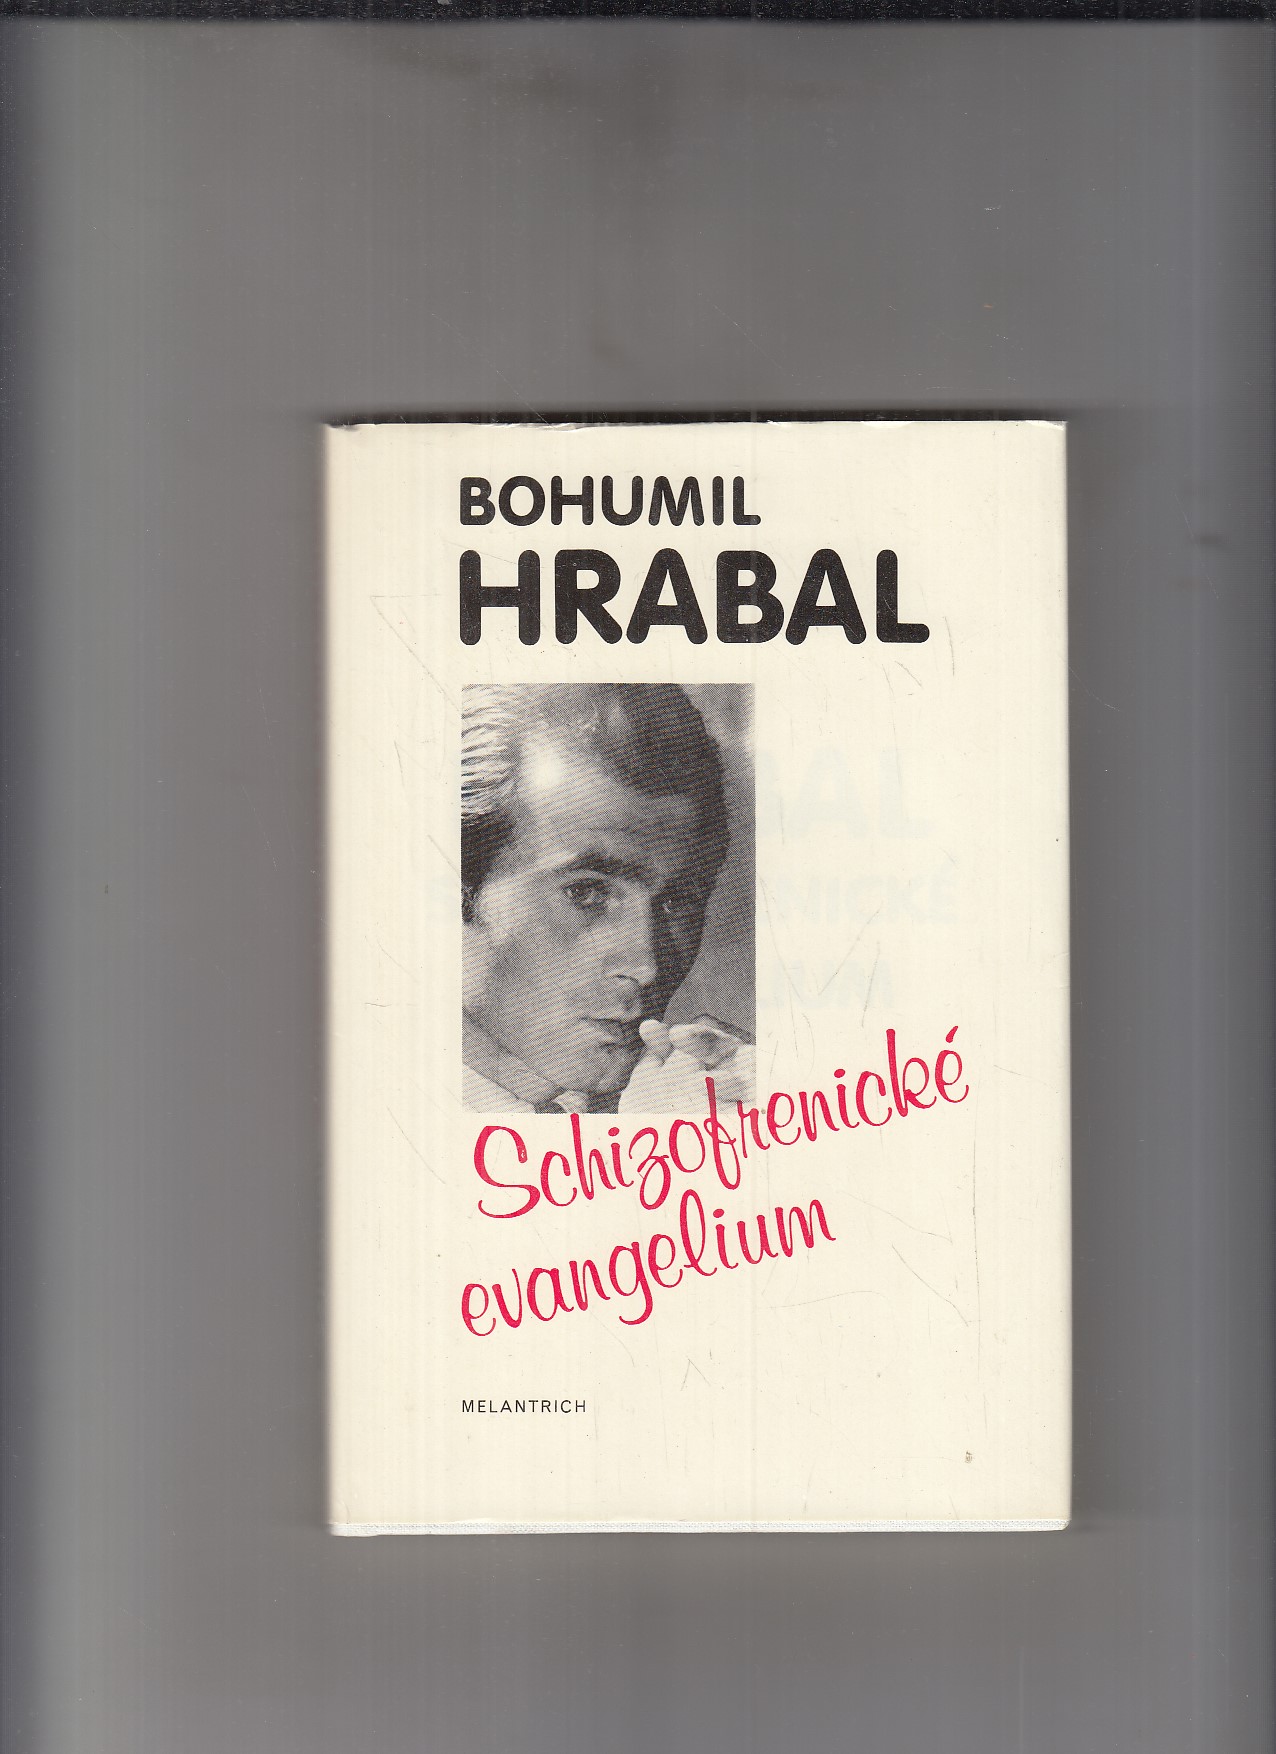 BOHUMIL
HRABAL
Schizofrenické
evangelium
MELANTRICH